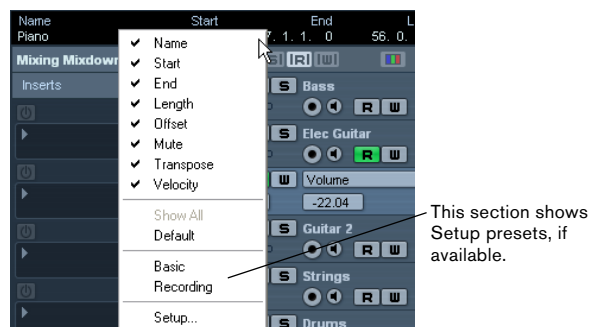 Name Start End L
Piano 7. 1. 1. 0 56. 0.
Mixing Mixdown
Name
Start
End
Length
Offset
Mute
Transpose
Velocity
Show All
Default
Basic
Recording
Setup...
Inserts
R
S Bass
R W
S Elec Guitar
R W
W Volume
-22.04
S Guitar 2
R W
S Strings
R W
S Drums
This section shows
Setup presets, if
available.